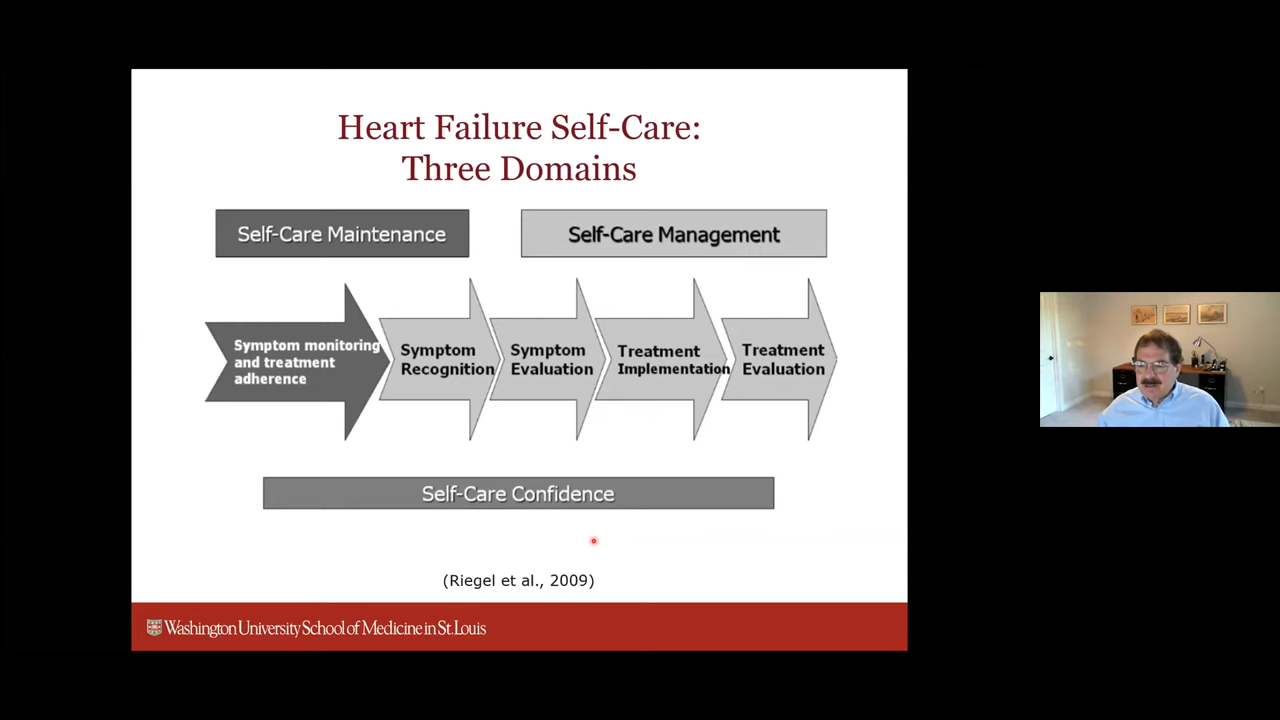 Heart Failure Self-Care:
Three Domains
Self-Care Maintenance
Self-Care Management
Symptom monitoring
and treatment
adherence
Symptom
Recognition
Symptom
Evaluation
Treatment
Implementation
Treatment
Evaluation
Self-Care Confidence
(Riegel et al., 2009)
Washington University School of Medicine in St. Louis